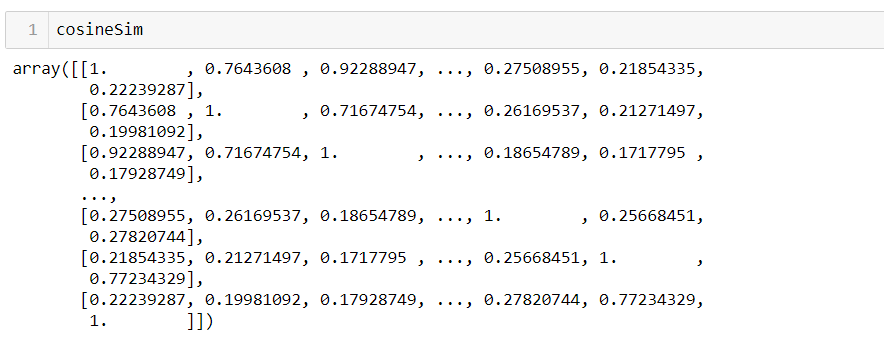 1 cosineSim
array([[1.        , 0.7643608 , 0.92288947, ..., 0.27508955, 0.21854335,
        0.22239287],
       [0.7643608 , 1.        , 0.71674754, ..., 0.26169537, 0.21271497,
        0.19981092],
       [0.92288947, 0.71674754, 1.        , ..., 0.18654789, 0.1717795 ,
        0.17928749],
       ...,
       [0.27508955, 0.26169537, 0.18654789, ..., 1.        , 0.25668451,
        0.27820744],
       [0.21854335, 0.21271497, 0.1717795 , ..., 0.25668451, 1.        ,
        0.77234329],
       [0.22239287, 0.19981092, 0.17928749, ..., 0.27820744, 0.77234329,
        1.        ]])